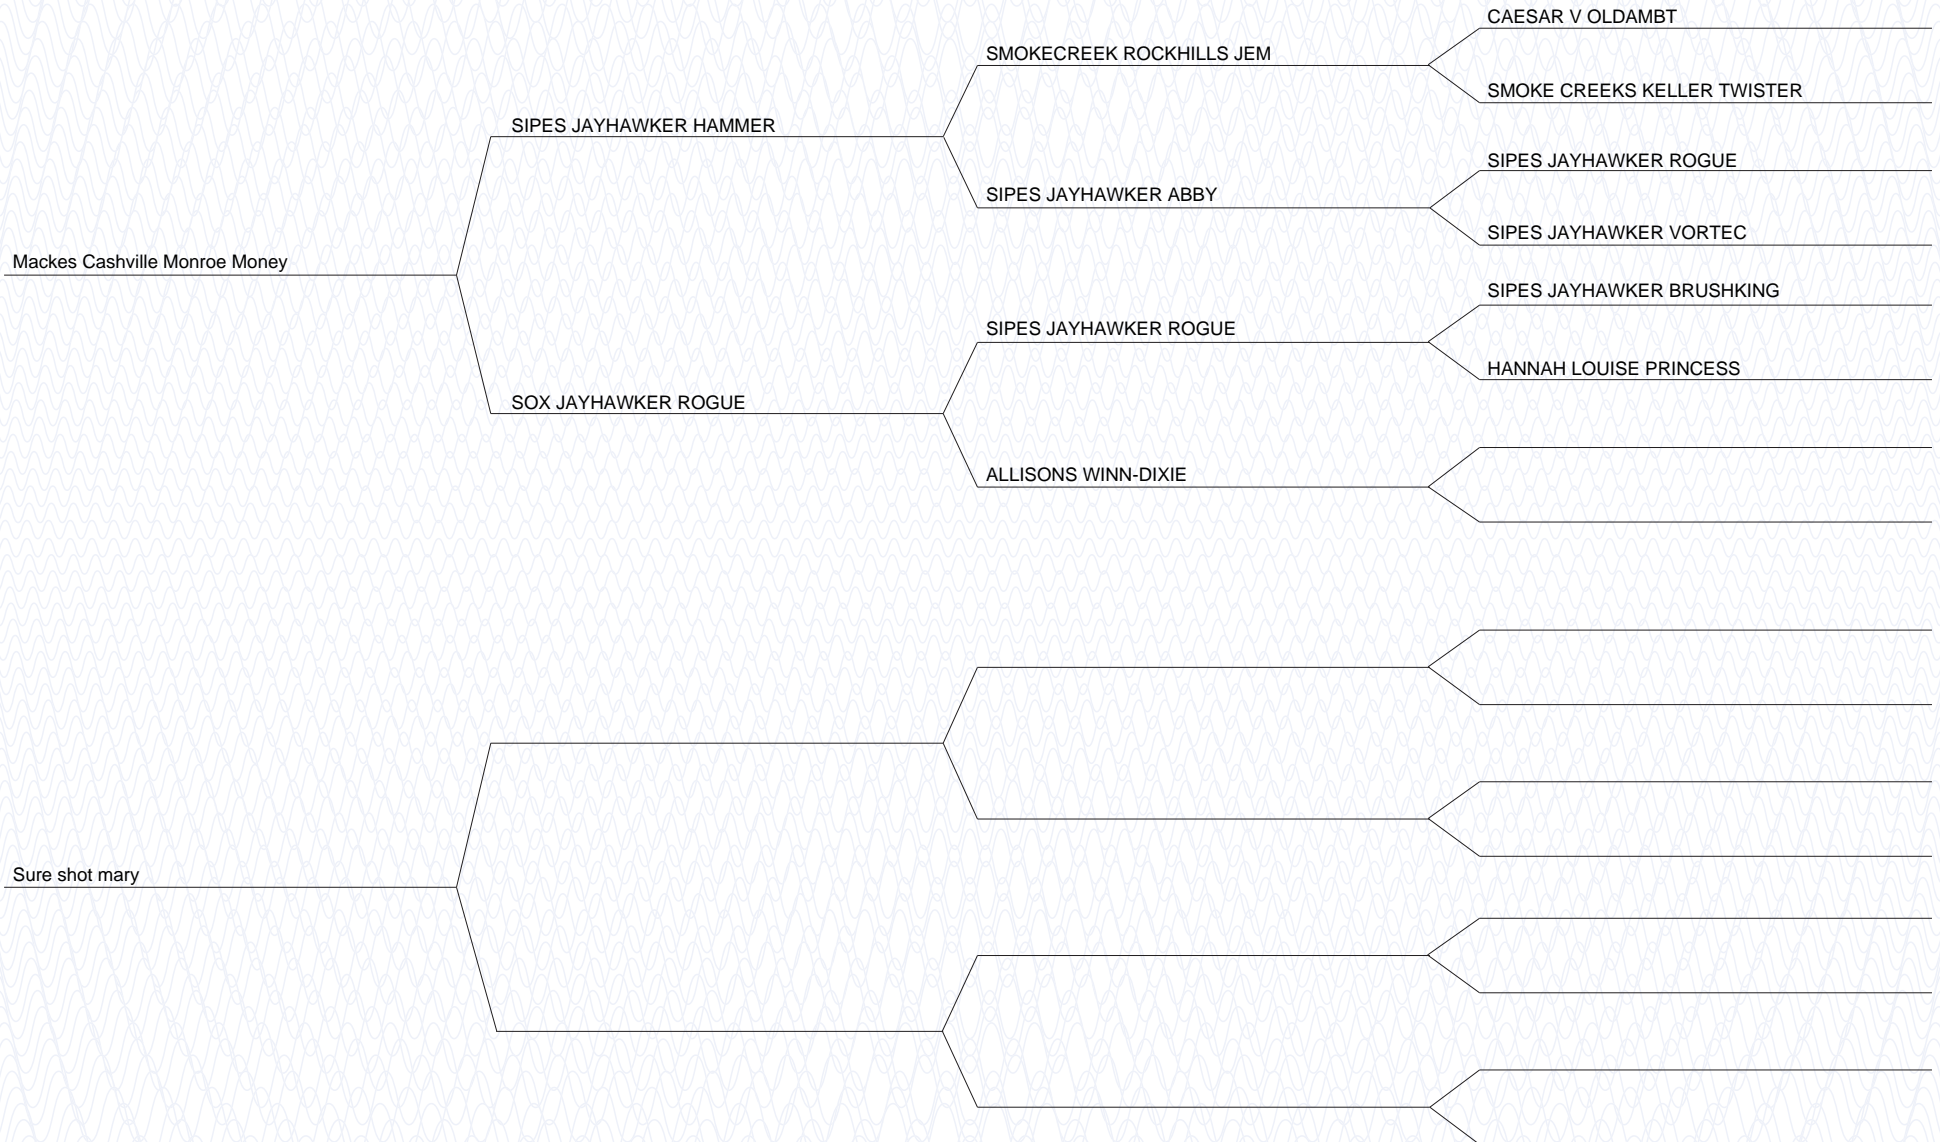 CAESAR V OLDAMBT
SMOKECREEK ROCKHILLS JEM
SMOKE CREEKS KELLER TWISTER
SIPES JAYHAWKER HAMMER
SIPES JAYHAWKER ROGUE
SIPES JAYHAWKER ABBY
SIPES JAYHAWKER VORTEC
Mackes Cashville Monroe Money
SIPES JAYHAWKER BRUSHKING
SIPES JAYHAWKER ROGUE
HANNAH LOUISE PRINCESS
SOX JAYHAWKER ROGUE
ALLISONS WINN-DIXIE
Sure shot mary